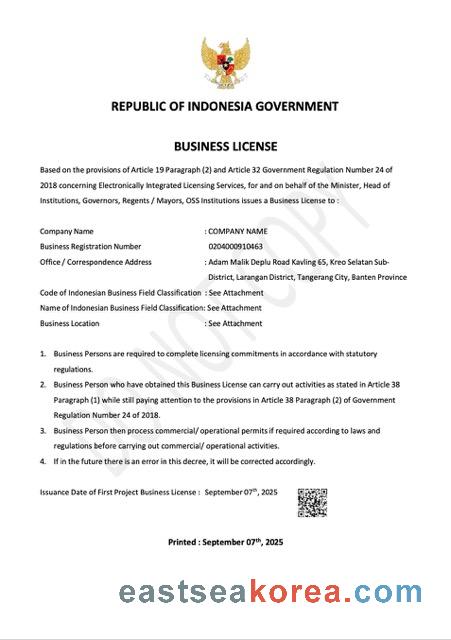 REPUBLIC OF INDONESIA GOVERNMENT
BUSINESS LICENSE
Based on the provisions of Article 19 Paragraph (2) and Article 32 Government Regulation Number 24 of
2018 concerning Electronically Integrated Licensing Services, for and on behalf of the Minister, Head of
Institutions, Governors, Regents / Mayors, OSS Institutions issues a Business License to :
Company Name : COMPANY NAME
Business Registration Number 0204000910463
Office / Correspondence Address : Adam Malik Deplu Road Kavling 65, Kreo Selatan Sub-
District, Larangan District, Tangerang City, Banten Province
Code of Indonesian Business Field Classification : See Attachment
Name of Indonesian Business Field Classification: See Attachment
Business Location : See Attachment
1. Business Persons are required to complete licensing commitments in accordance with statutory
regulations.
2. Business Person who have obtained this Business License can carry out activities as stated in Article 38
Paragraph (1) while still paying attention to the provisions in Article 38 Paragraph (2) of Government
Regulation Number 24 of 2018.
3. Business Person then process commercial/ operational permits if required according to laws and
regulations before carrying out commercial/ operational activities.
4. If in the future there is an error in this decree, it will be corrected accordingly.
Issuance Date of First Project Business License : September 07th, 2025
Printed : September 07th, 2025
DO NOT COPY
eastseakorea.com